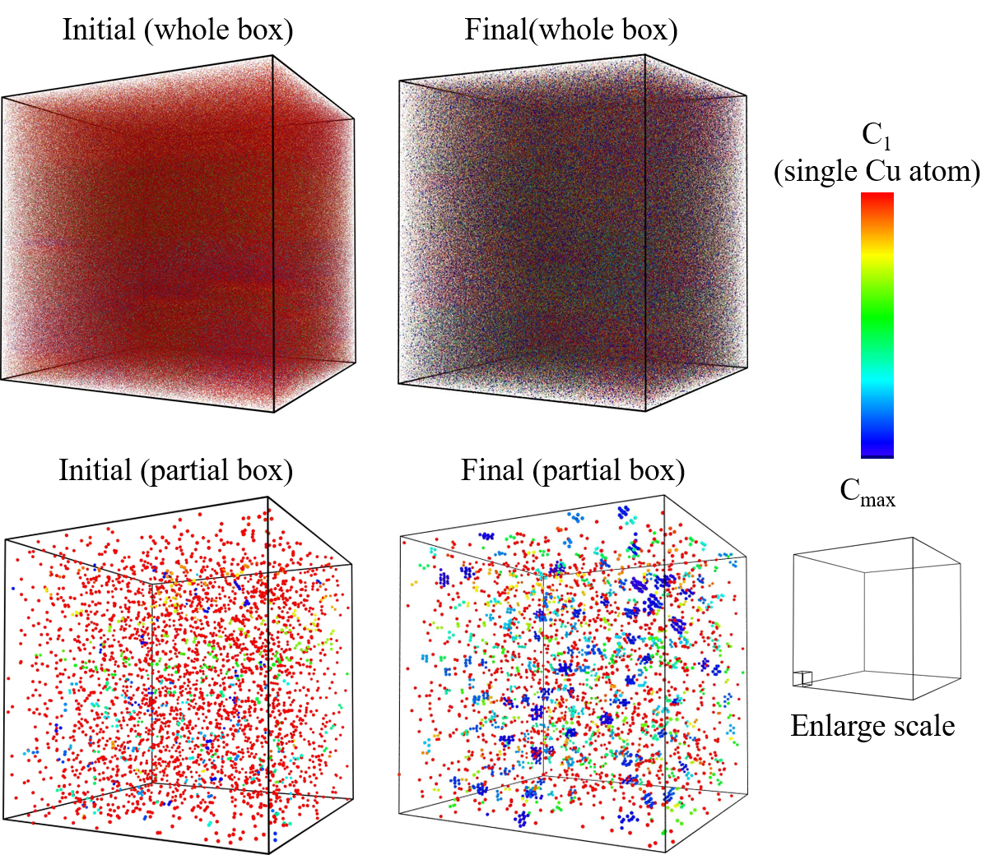 Initial (whole box)
Final(whole box)
C1
(single Cu atom)
Cmax
Initial (partial box)
Final (partial box)
Enlarge scale